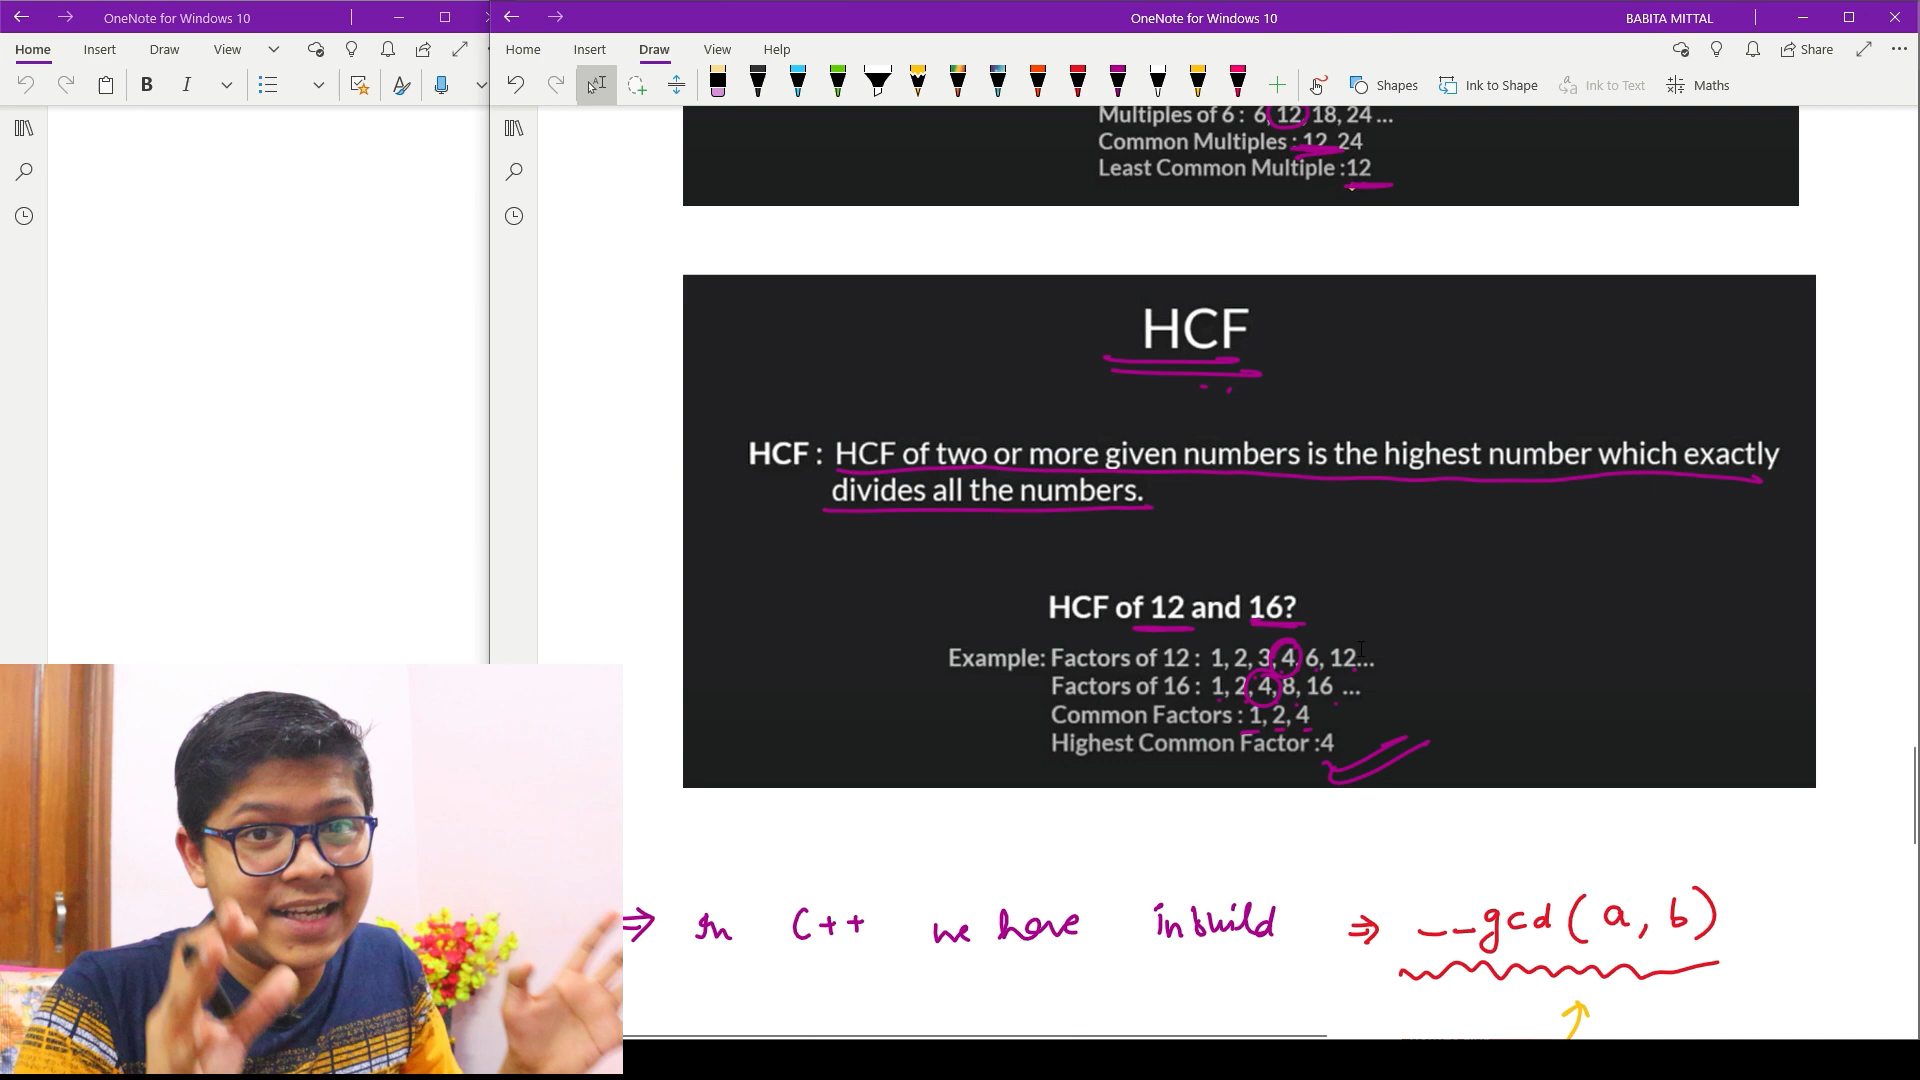 OneNote for Windows 10
OneNote for Windows 10
BABITA MITTAL
Home Insert Draw View
Home Insert Draw View Help
Share
B I
Shapes Ink to Shape Ink to Text Maths
Multiples of 6 : 6, 12, 18, 24 ...
Common Multiples : 12, 24
Least Common Multiple :12
HCF
HCF : HCF of two or more given numbers is the highest number which exactly
divides all the numbers.
HCF of 12 and 16?
Example: Factors of 12 : 1, 2, 3, 4, 6, 12...
Factors of 16 : 1, 2, 4, 8, 16 ...
Common Factors : 1, 2, 4
Highest Common Factor :4
⇒ In C++ we have inbuild ⇒ --gcd(a, b)